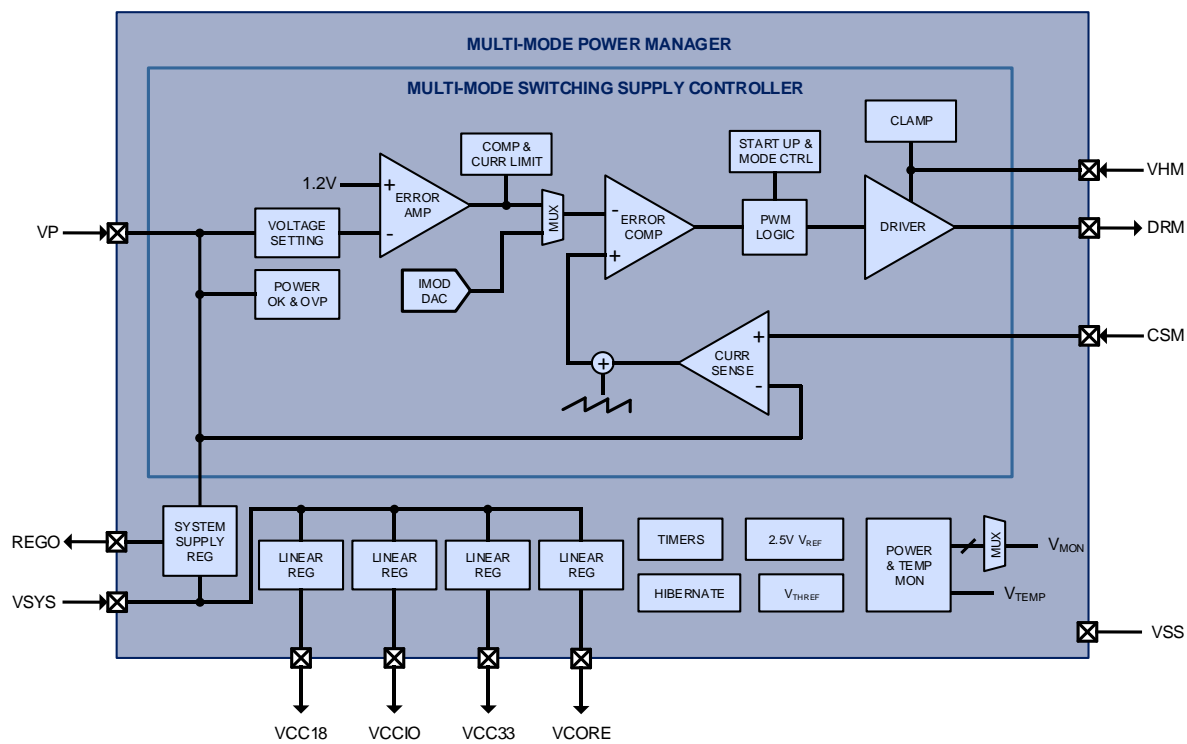 MULTI-MODE POWER MANAGER
MULTI-MODE SWITCHING SUPPLY CONTROLLER
CLAMP
COMP &
CURR LIMIT
START UP &
MODE CTRL
VHM
1.2V
+
ERROR
AMP
-
MUX
-
ERROR
COMP
+
PWM
LOGIC
DRIVER
DRM
VP
VOLTAGE
SETTING
POWER
OK & OVP
IMOD
DAC
CSM
+
CURR
SENSE
-
+
SYSTEM
SUPPLY
REG
REGO
VSYS
LINEAR
REG
LINEAR
REG
LINEAR
REG
LINEAR
REG
TIMERS
2.5V VREF
HIBERNATE
VTHREF
POWER
& TEMP
MON
MUX
VMON
VTEMP
VSS
VCC18
VCCIO
VCC33
VCORE